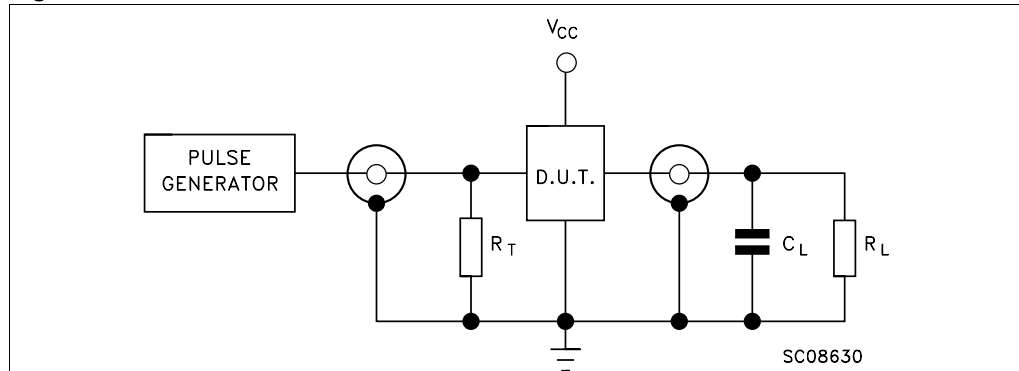 VCC
PULSE
GENERATOR
D.U.T.
RT
CL
RL
SC08630